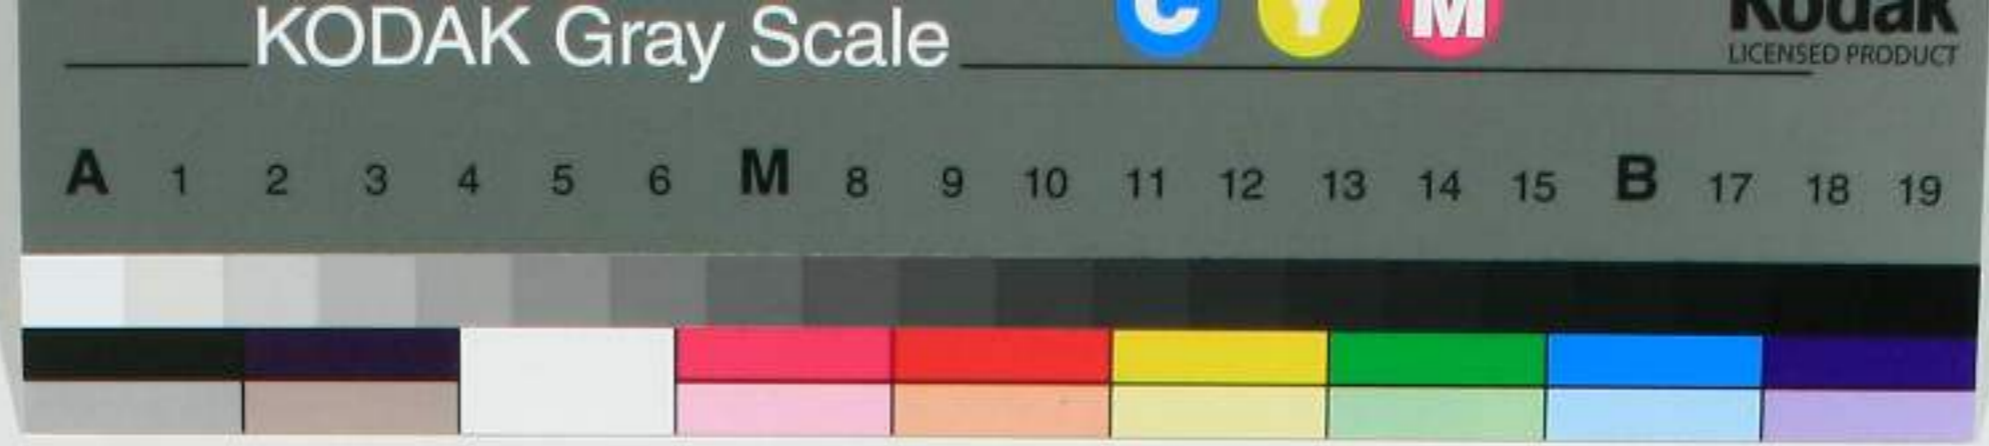 KODAK Gray Scale
C Y M
Kodak
LICENSED PRODUCT
A 1 2 3 4 5 6 M 8 9 10 11 12 13 14 15 B 17 18 19